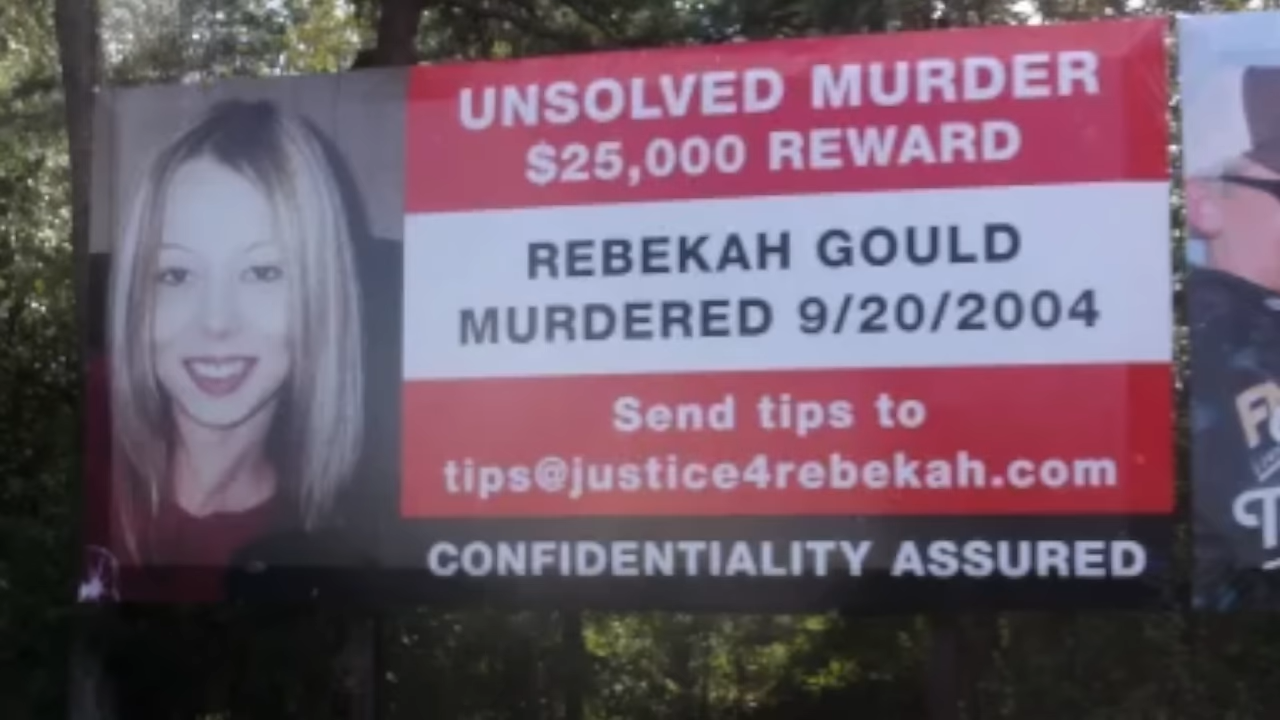 UNSOLVED MURDER
$25,000 REWARD
REBEKAH GOULD
MURDERED 9/20/2004
Send tips to
tips@justice4rebekah.com
CONFIDENTIALITY ASSURED